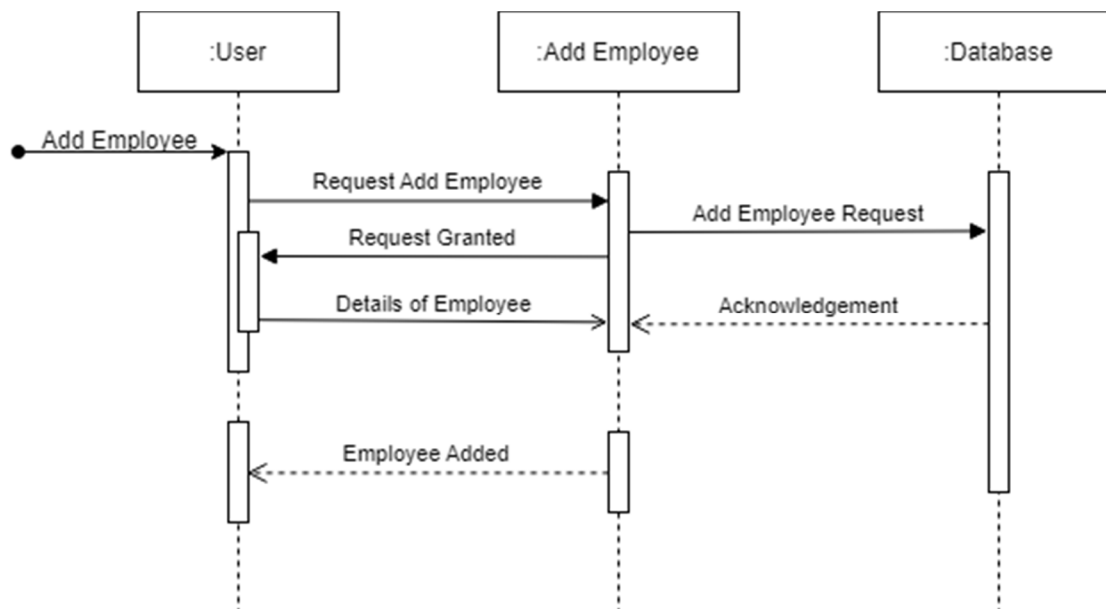 :User
:Add Employee
:Database
Add Employee
Request Add Employee
Add Employee Request
Request Granted
Details of Employee
Acknowledgement
Employee Added